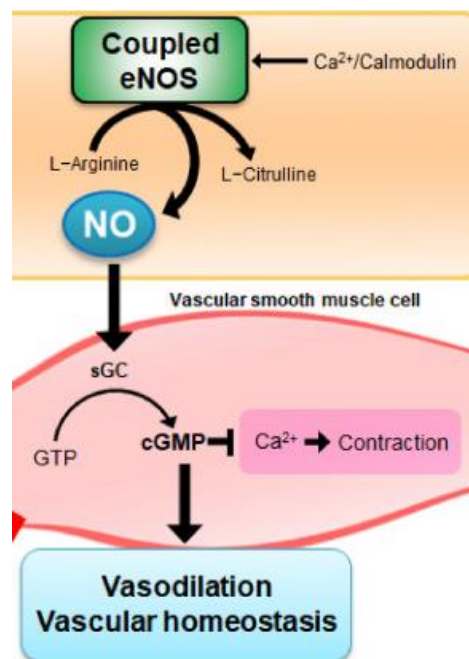 Coupled
eNOS
Ca²⁺/Calmodulin
L−Arginine
L−Citrulline
NO
Vascular smooth muscle cell
sGC
GTP
cGMP
Ca²⁺
Contraction
Vasodilation
Vascular homeostasis